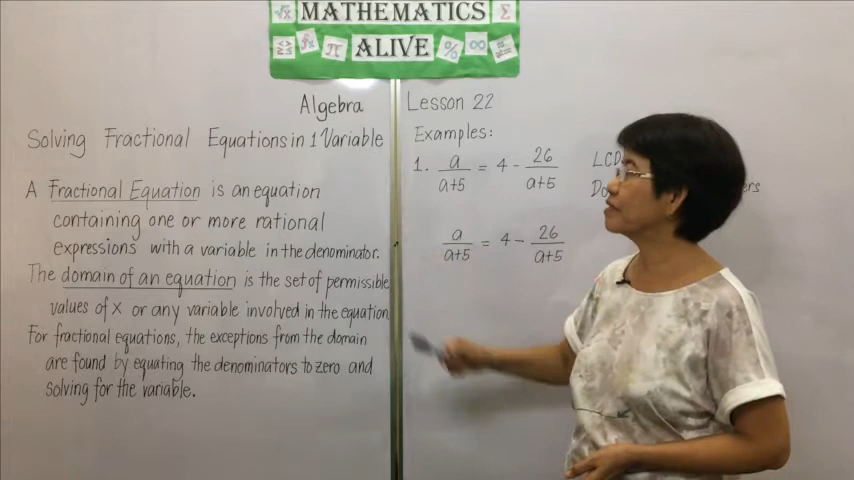 MATHEMATICS
ALIVE
Algebra Lesson 22
Solving Fractional Equations in 1 Variable
A Fractional Equation is an equation
containing one or more rational
expressions with a variable in the denominator.
The domain of an equation is the set of permissible
values of x or any variable involved in the equation
For fractional equations, the exceptions from the domain
are found by equating the denominators to zero and
solving for the variable.
Examples:
1. a/(a+5) = 4 - 26/(a+5)
LCD
a/(a+5) = 4 - 26/(a+5)